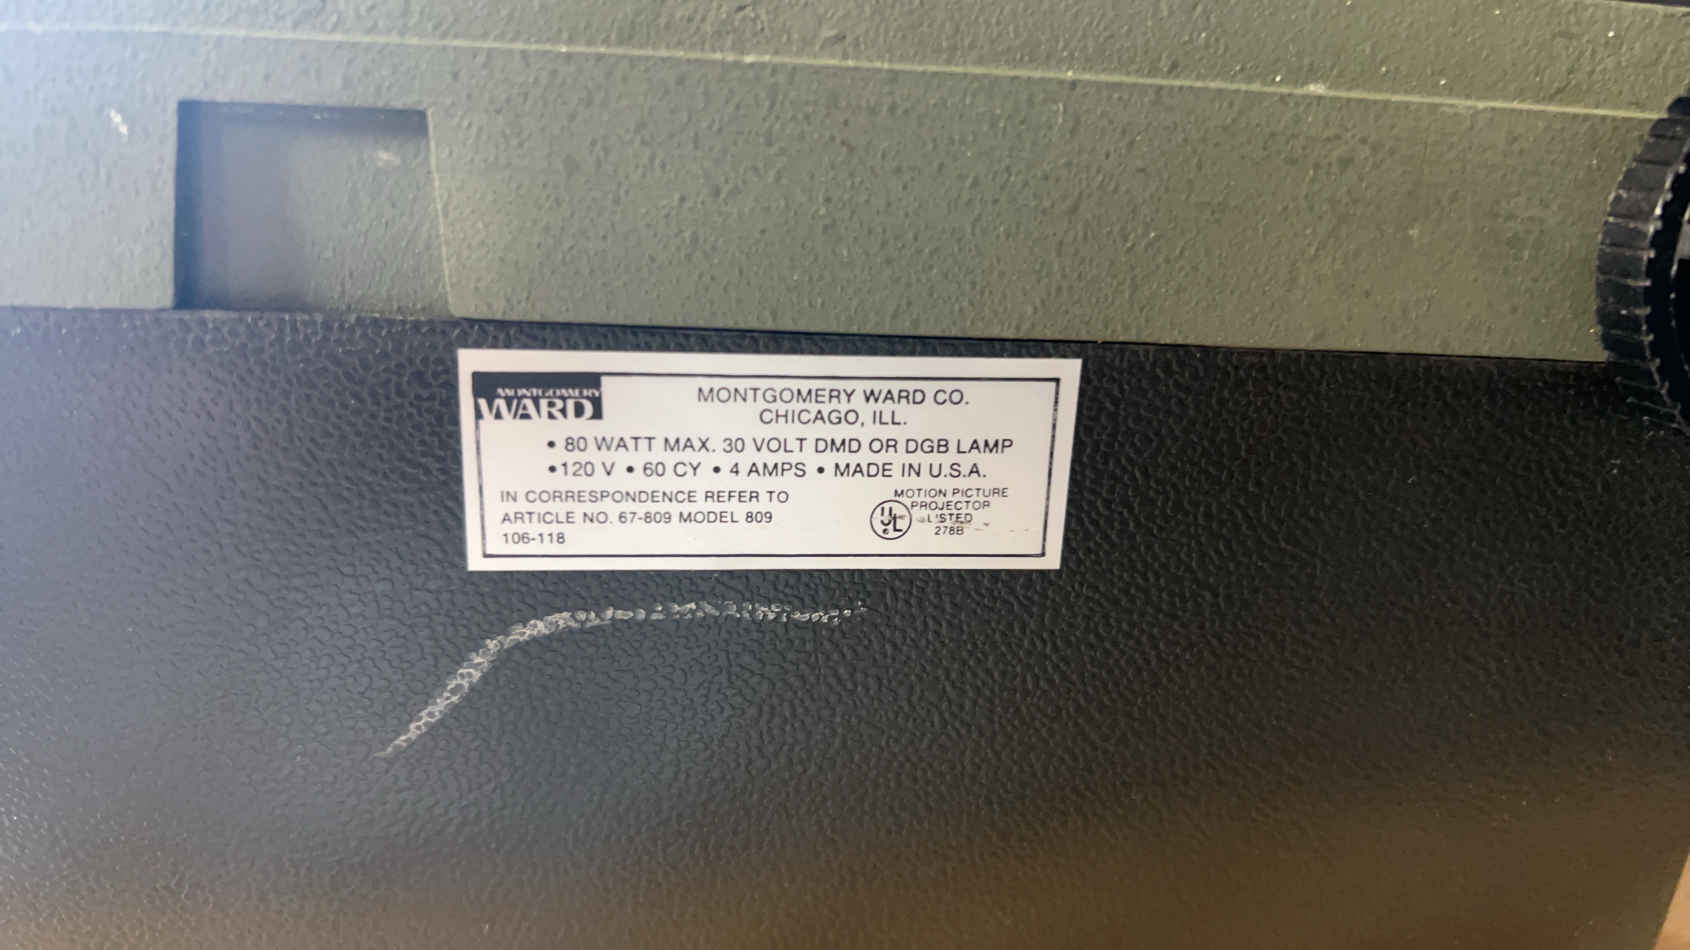 MONTGOMERY
WARD
MONTGOMERY WARD CO.
CHICAGO, ILL.
• 80 WATT MAX. 30 VOLT DMD OR DGB LAMP
• 120 V • 60 CY • 4 AMPS • MADE IN U.S.A.
IN CORRESPONDENCE REFER TO
ARTICLE NO. 67-809 MODEL 809
106-118
MOTION PICTURE
PROJECTOR
UL LISTED
278B